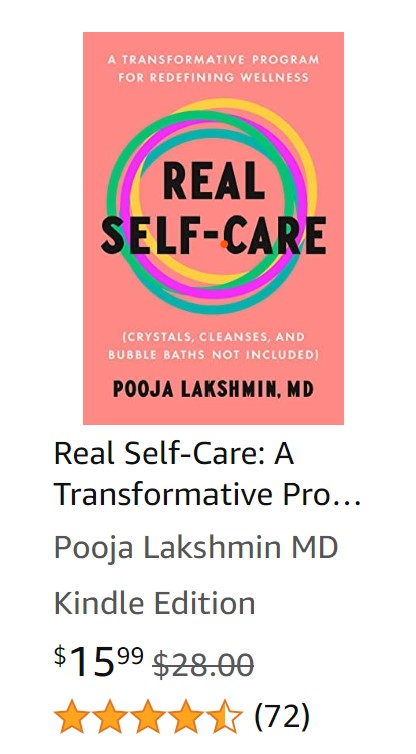 A TRANSFORMATIVE PROGRAM
FOR REDEFINING WELLNESS
REAL
SELF-CARE
(CRYSTALS, CLEANSES, AND
BUBBLE BATHS NOT INCLUDED)
POOJA LAKSHMIN, MD
Real Self-Care: A
Transformative Pro...
Pooja Lakshmin MD
Kindle Edition
$15.99 $28.00
(72)